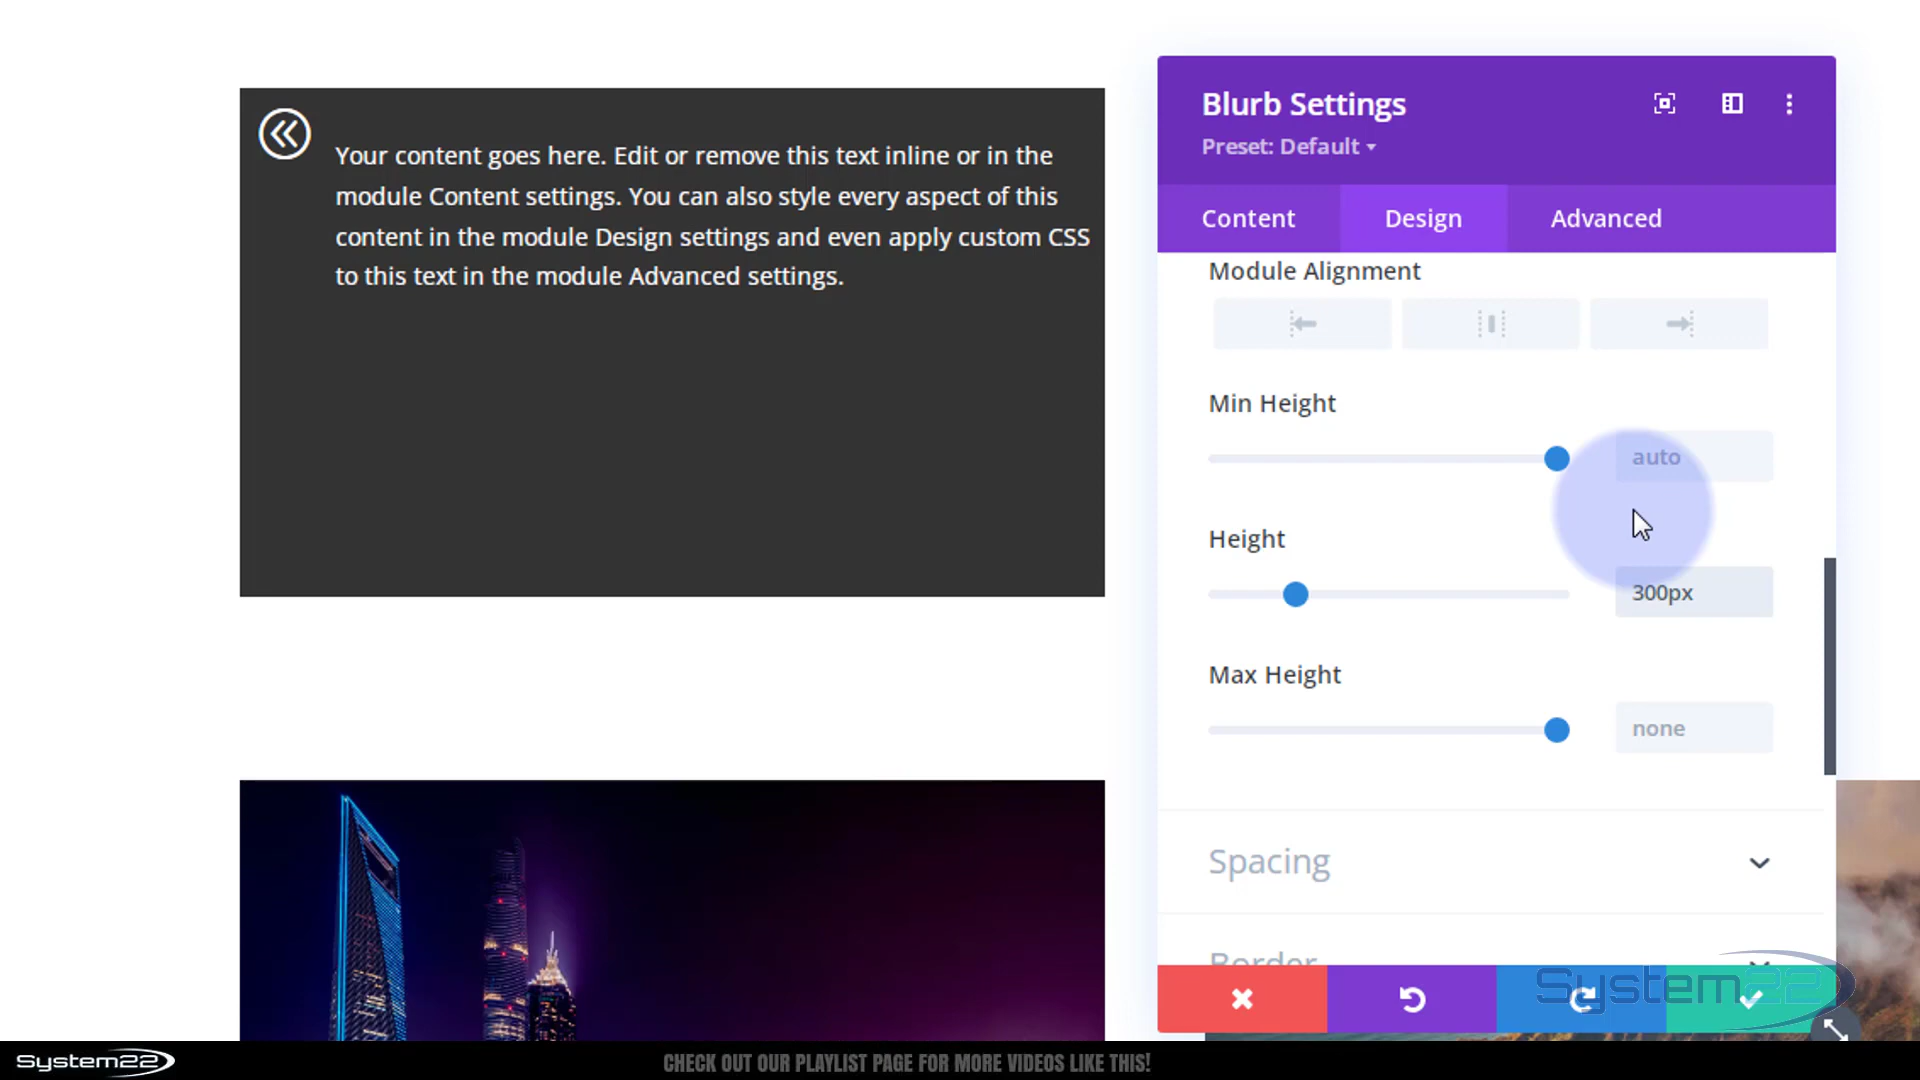 Your content goes here. Edit or remove this text inline or in the
module Content settings. You can also style every aspect of this
content in the module Design settings and even apply custom CSS
to this text in the module Advanced settings.
Blurb Settings
Preset: Default
Content Design Advanced
Module Alignment
Min Height
auto
Height
300px
Max Height
none
Spacing
Border
System22
System22
CHECK OUT OUR PLAYLIST PAGE FOR MORE VIDEOS LIKE THIS!